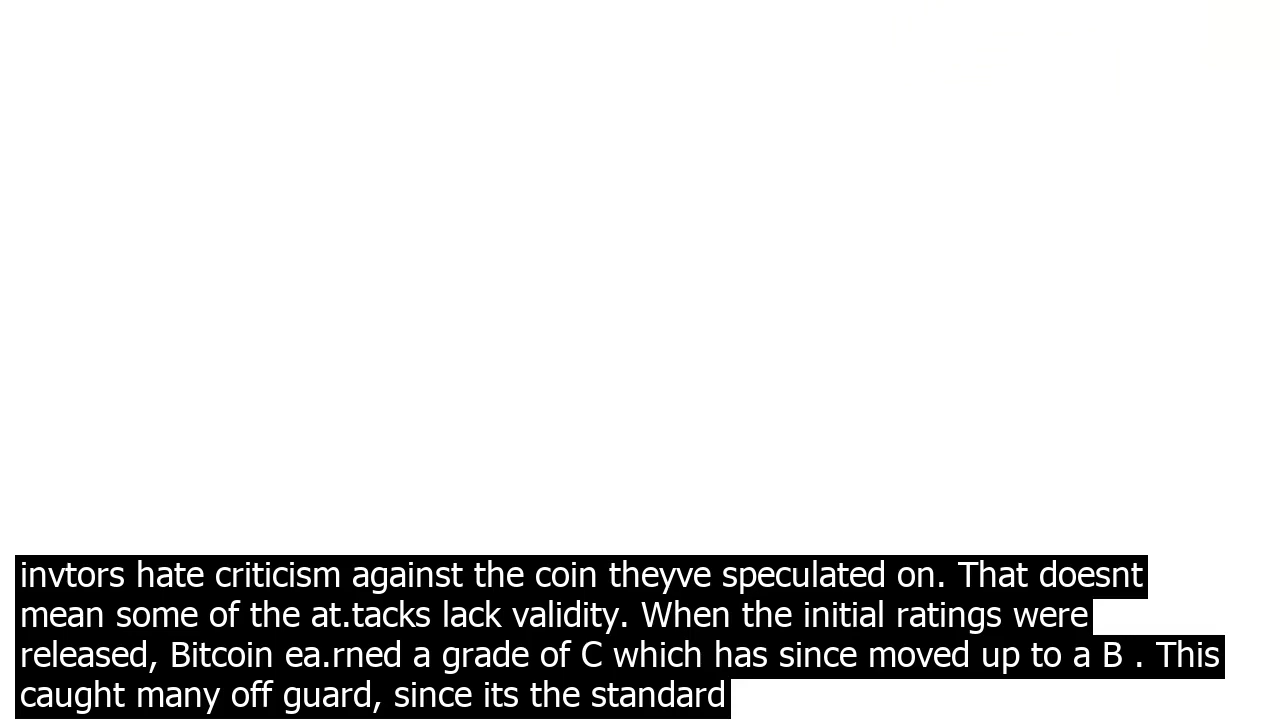 invtors hate criticism against the coin theyve speculated on. That doesnt
mean some of the at.tacks lack validity. When the initial ratings were
released, Bitcoin ea.rned a grade of C which has since moved up to a B . This
caught many off guard, since its the standard